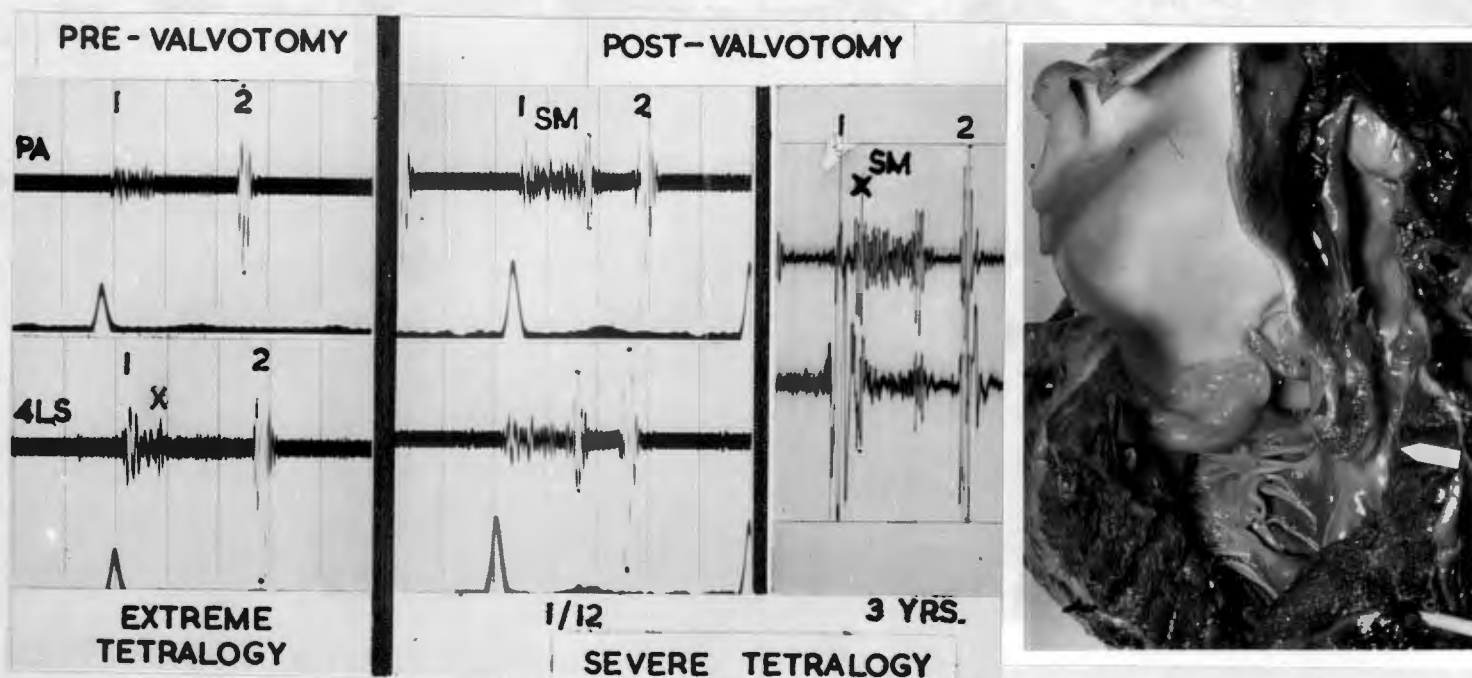 PRE-VALVOTOMY
1 2
PA
1 X 2
4LS
EXTREME
TETRALOGY
POST-VALVOTOMY
1 SM 2
1/12
1 2
SM
X
3 YRS.
SEVERE TETRALOGY